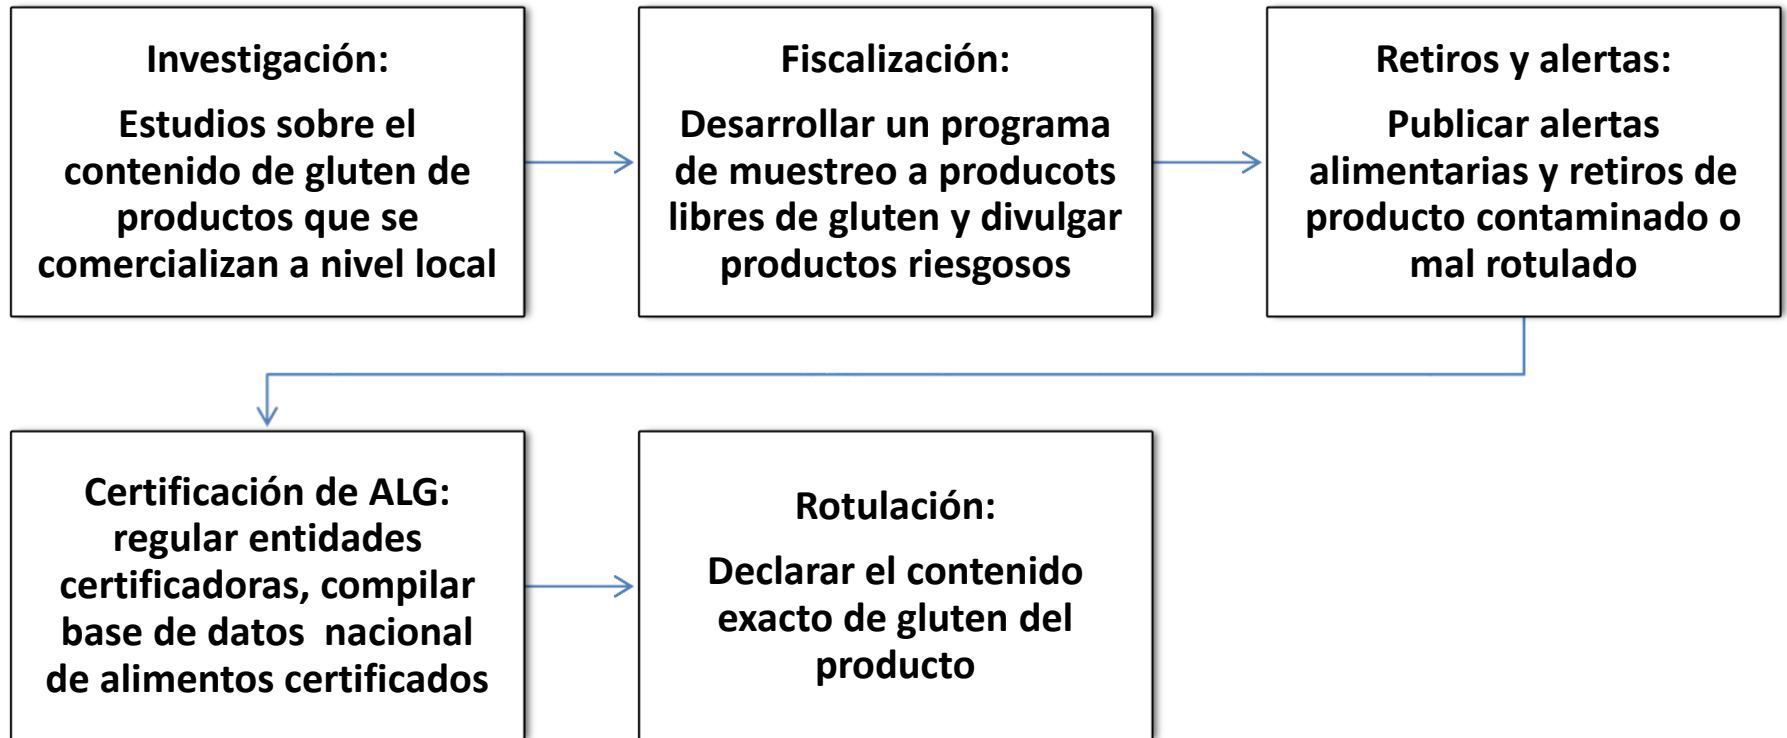 Investigación:
Estudios sobre el
contenido de gluten de
productos que se
comercializan a nivel local
Fiscalización:
Desarrollar un programa
de muestreo a producots
libres de gluten y divulgar
productos riesgosos
Retiros y alertas:
Publicar alertas
alimentarias y retiros de
producto contaminado o
mal rotulado
Certificación de ALG:
regular entidades
certificadoras, compilar
base de datos  nacional
de alimentos certificados
Rotulación:
Declarar el contenido
exacto de gluten del
producto